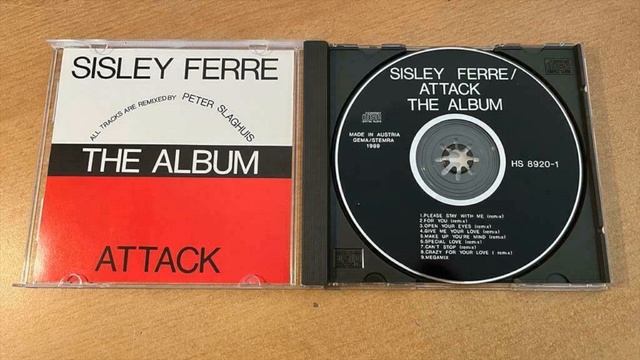 SISLEY FERRE
ALL TRACKS ARE REMIXED BY PETER SLAGHUIS
THE ALBUM
ATTACK
SISLEY FERRE/
ATTACK
THE ALBUM
MADE IN AUSTRIA
GEMA/STEMRA
1989
HS 8920-1
1.PLEASE STAY WITH ME (remix)
2.FOR YOU (remix)
3.OPEN YOUR EYES (remix)
4.GIVE ME YOUR LOVE (remix)
5.MAKE UP YOU'RE MIND (remix)
6.SPECIAL LOVE (remix)
7.CAN'T STOP (remix)
8.CRAZY FOR YOUR LOVE ( remix)
9.MEGAMIX